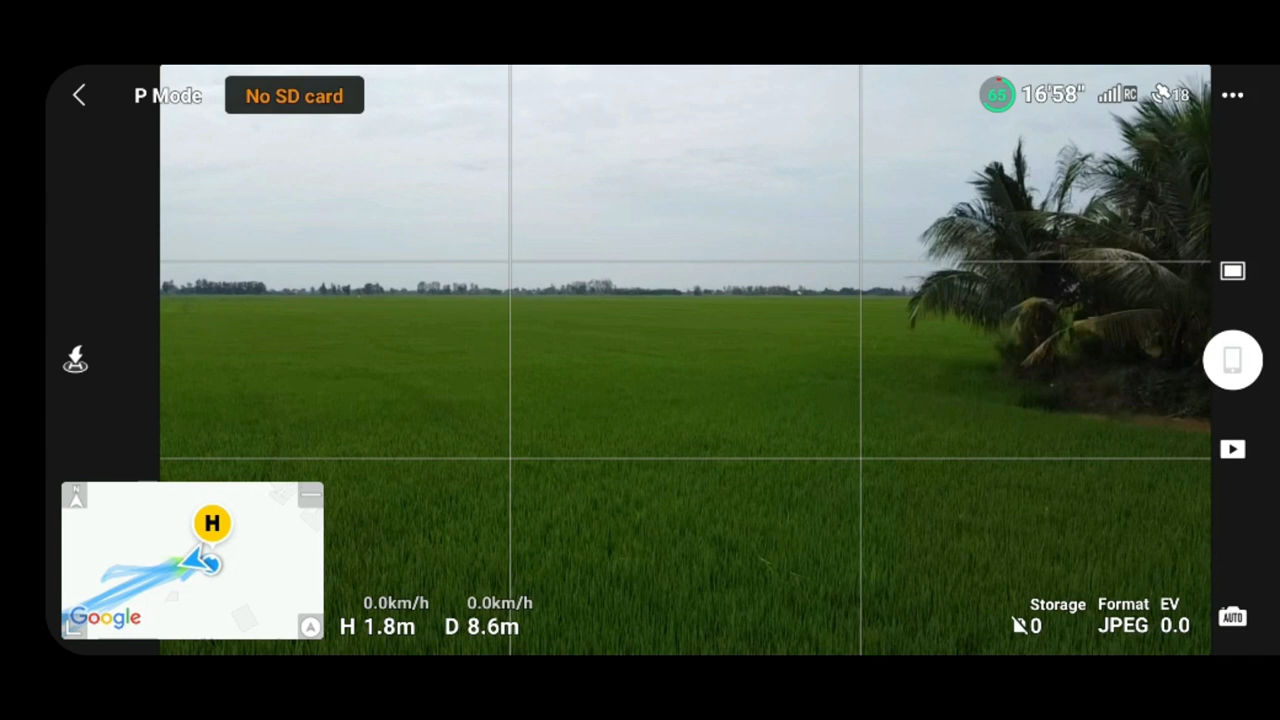 P Mode
No SD card
65
16'58"
RC
18
N
H
Google
0.0km/h 0.0km/h
H 1.8m D 8.6m
Storage Format EV
0 JPEG 0.0
AUTO